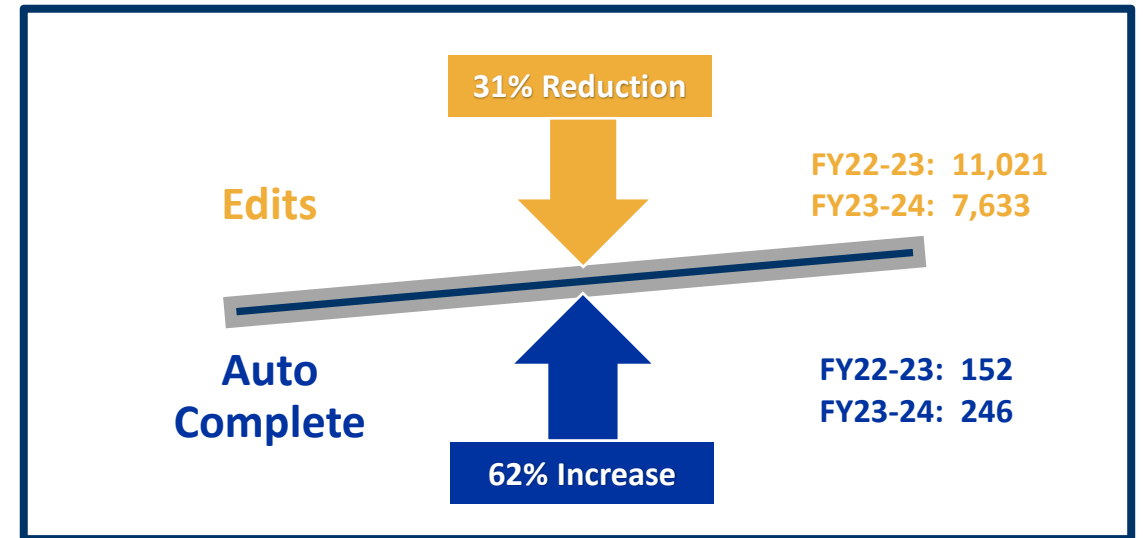 31% Reduction
Edits
FY22-23: 11,021
FY23-24: 7,633
Auto
Complete
FY22-23: 152
FY23-24: 246
62% Increase